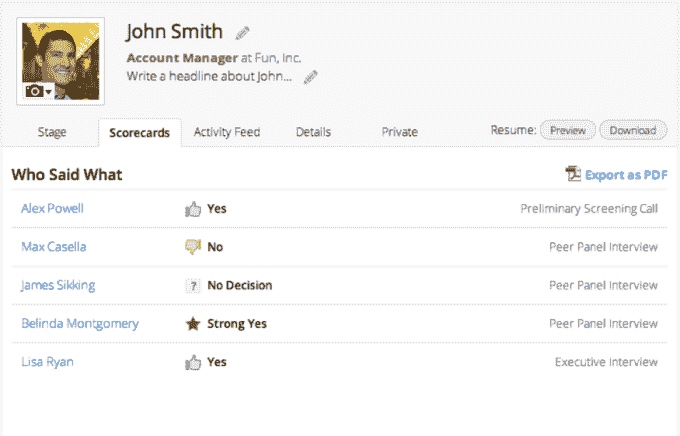 John Smith
Account Manager at Fun, Inc.
Write a headline about John...
Stage Scorecards Activity Feed Details Private Resume: Preview Download
Who Said What Export as PDF
Alex Powell Yes Preliminary Screening Call
Max Casella No Peer Panel Interview
James Sikking ? No Decision Peer Panel Interview
Belinda Montgomery Strong Yes Peer Panel Interview
Lisa Ryan Yes Executive Interview